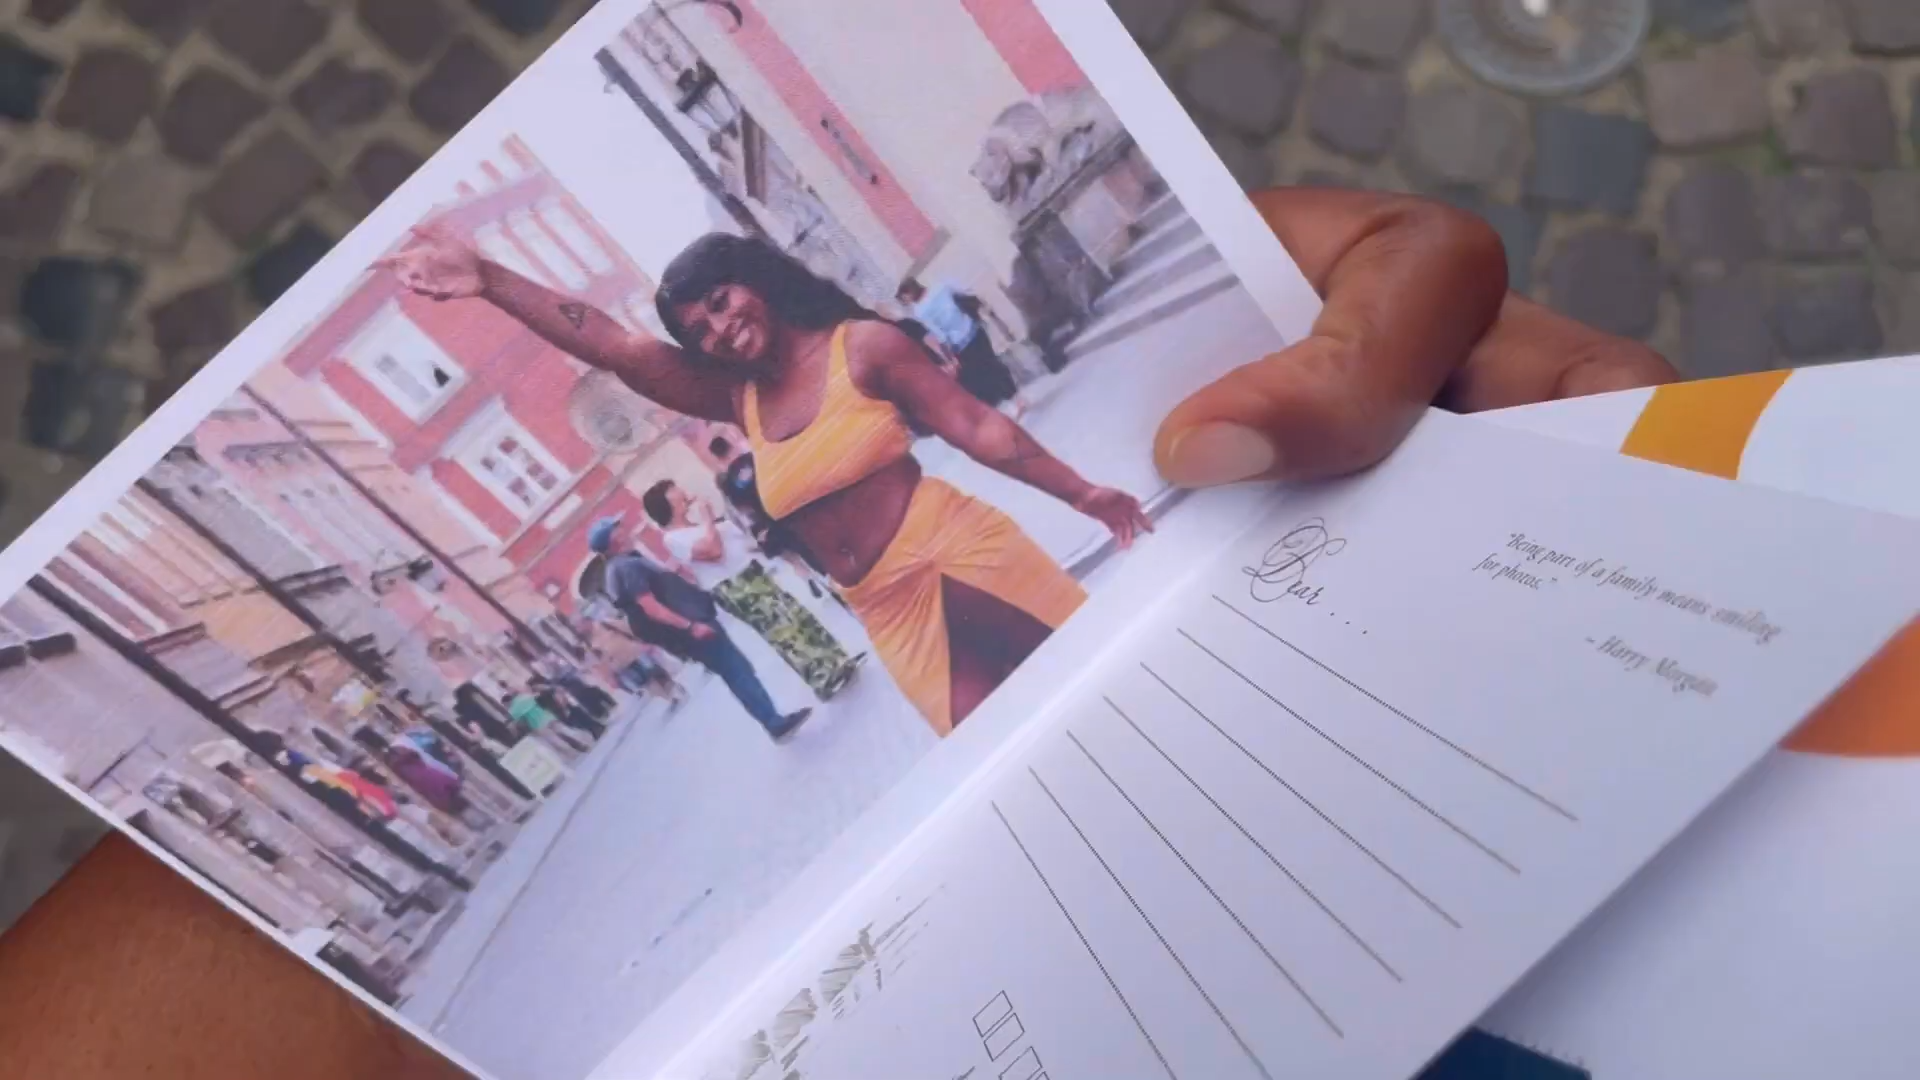 Dear...
"Being part of a family means smiling
for photos."
- Harry Morgan